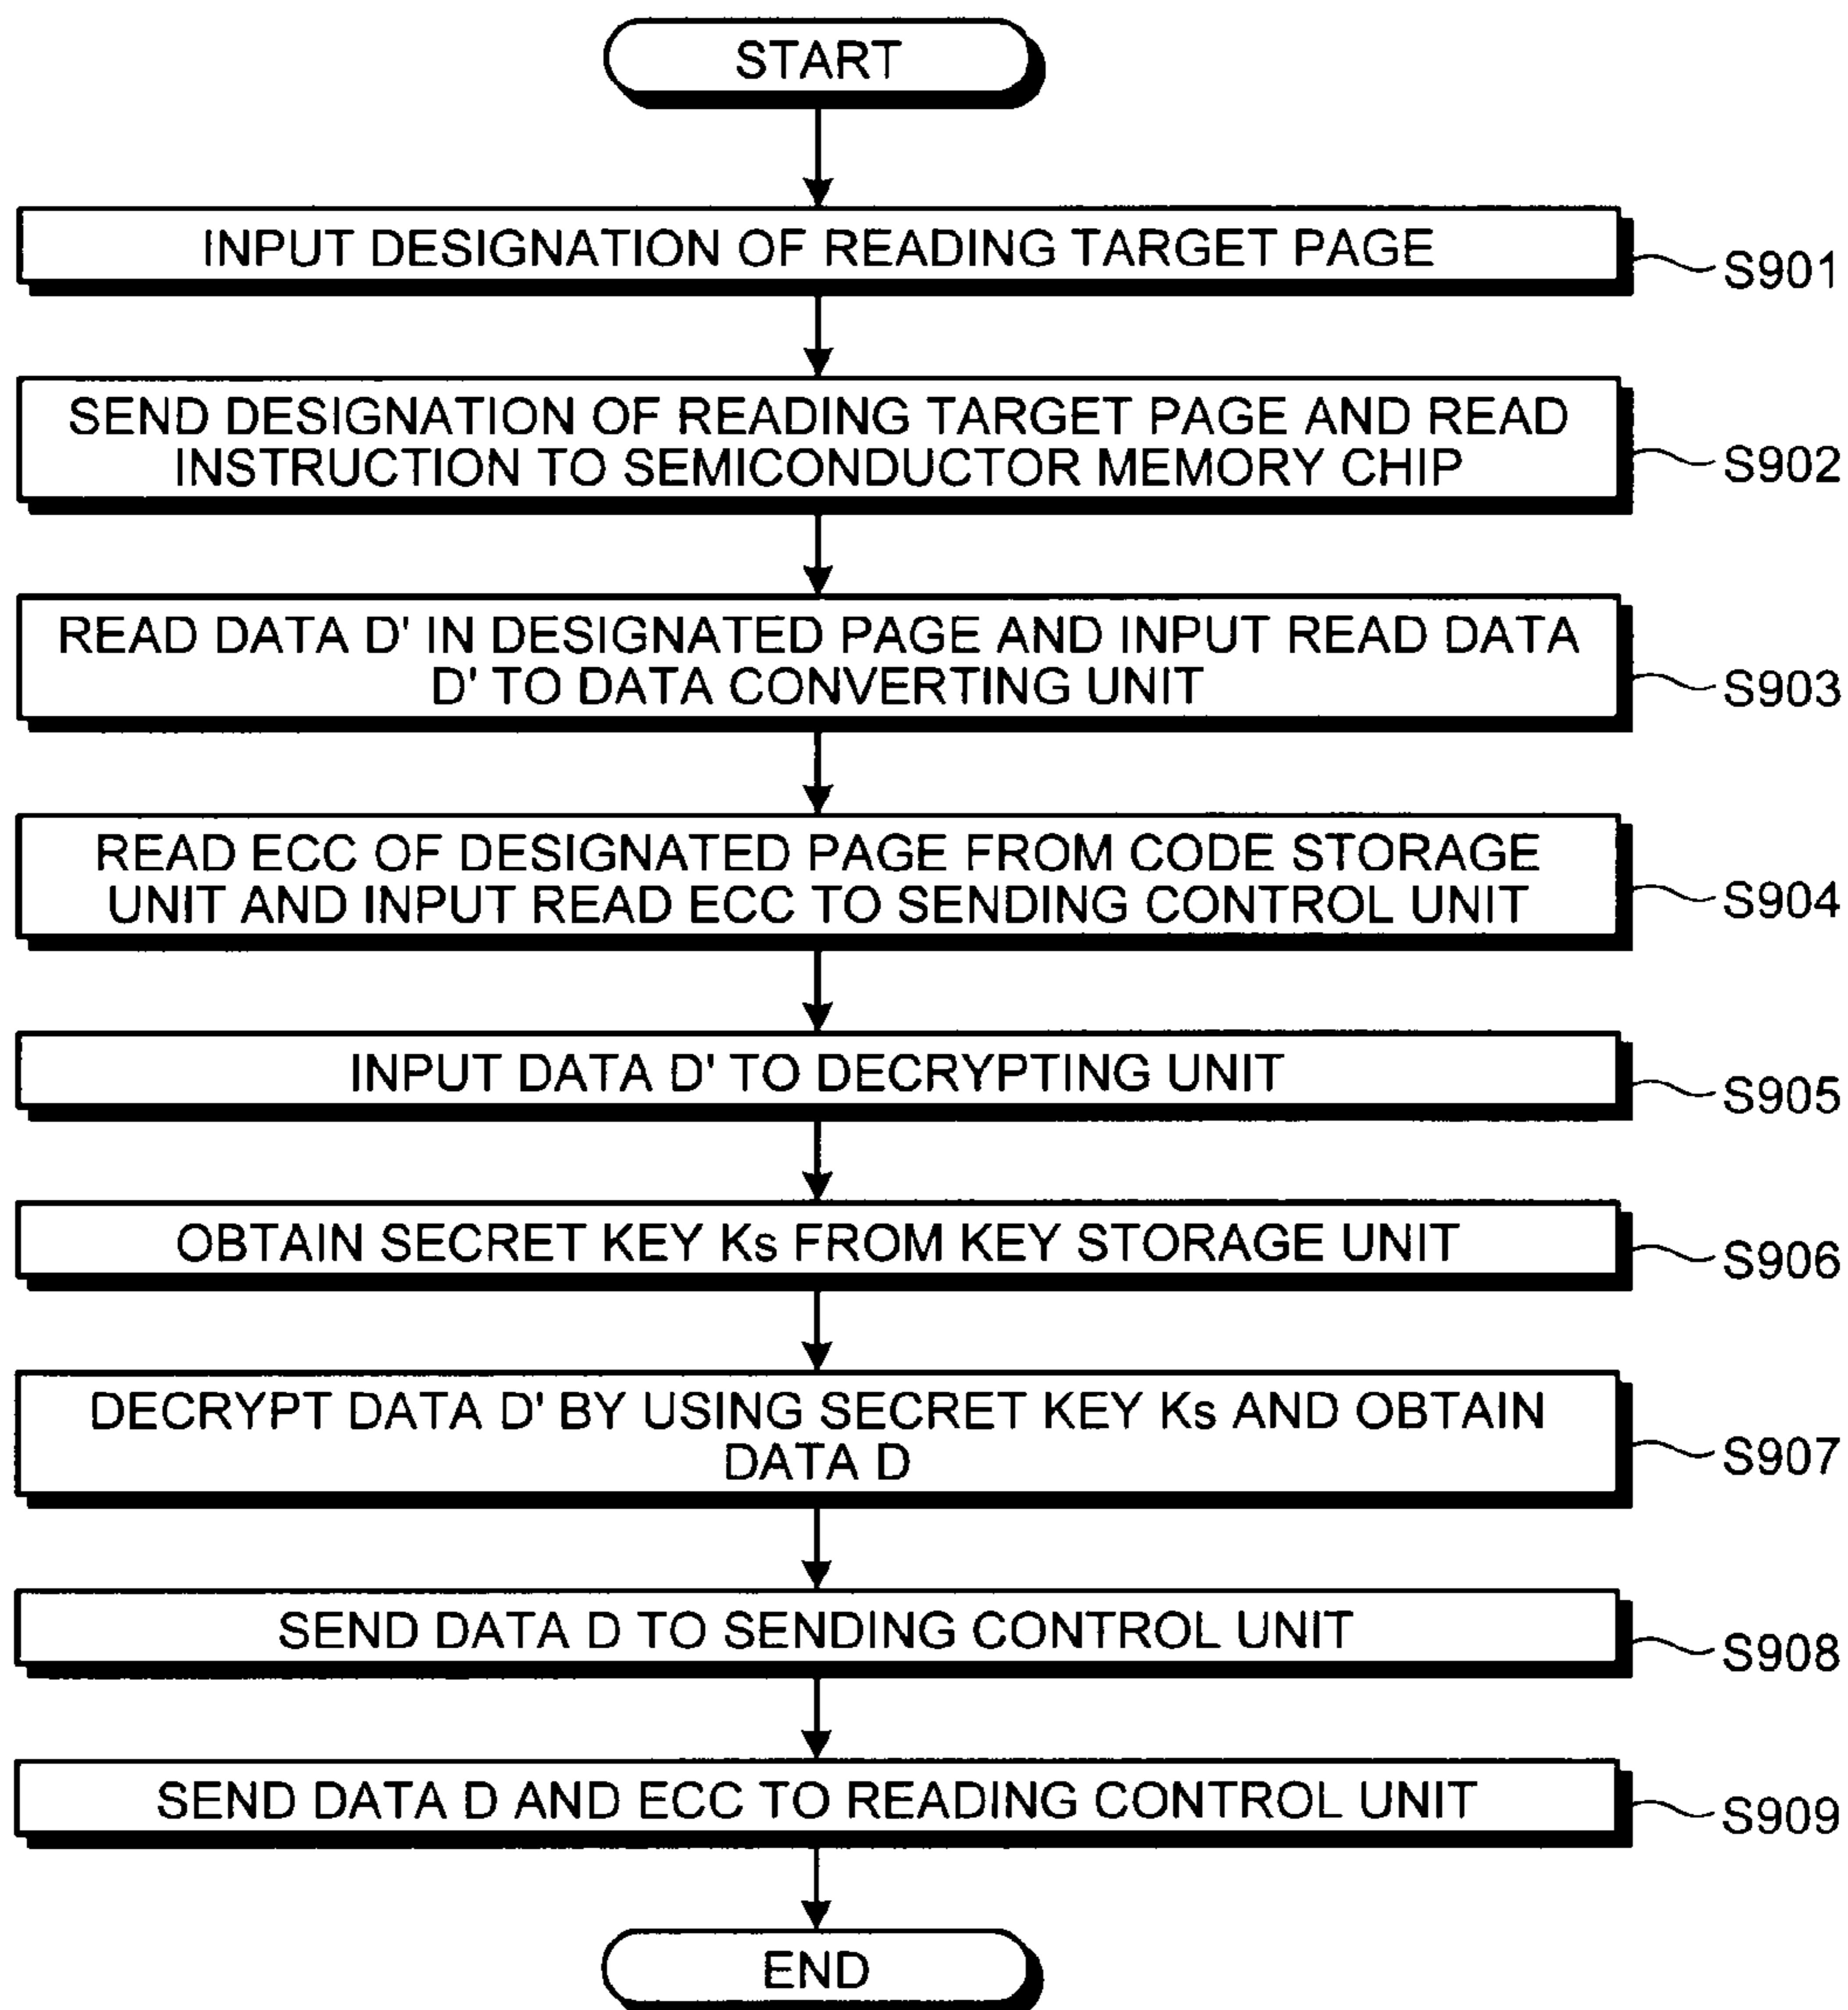 START
INPUT DESIGNATION OF READING TARGET PAGE
S901
SEND DESIGNATION OF READING TARGET PAGE AND READ
INSTRUCTION TO SEMICONDUCTOR MEMORY CHIP
S902
READ DATA D' IN DESIGNATED PAGE AND INPUT READ DATA
D' TO DATA CONVERTING UNIT
S903
READ ECC OF DESIGNATED PAGE FROM CODE STORAGE
UNIT AND INPUT READ ECC TO SENDING CONTROL UNIT
S904
INPUT DATA D' TO DECRYPTING UNIT
S905
OBTAIN SECRET KEY Ks FROM KEY STORAGE UNIT
S906
DECRYPT DATA D' BY USING SECRET KEY Ks AND OBTAIN
DATA D
S907
SEND DATA D TO SENDING CONTROL UNIT
S908
SEND DATA D AND ECC TO READING CONTROL UNIT
S909
END